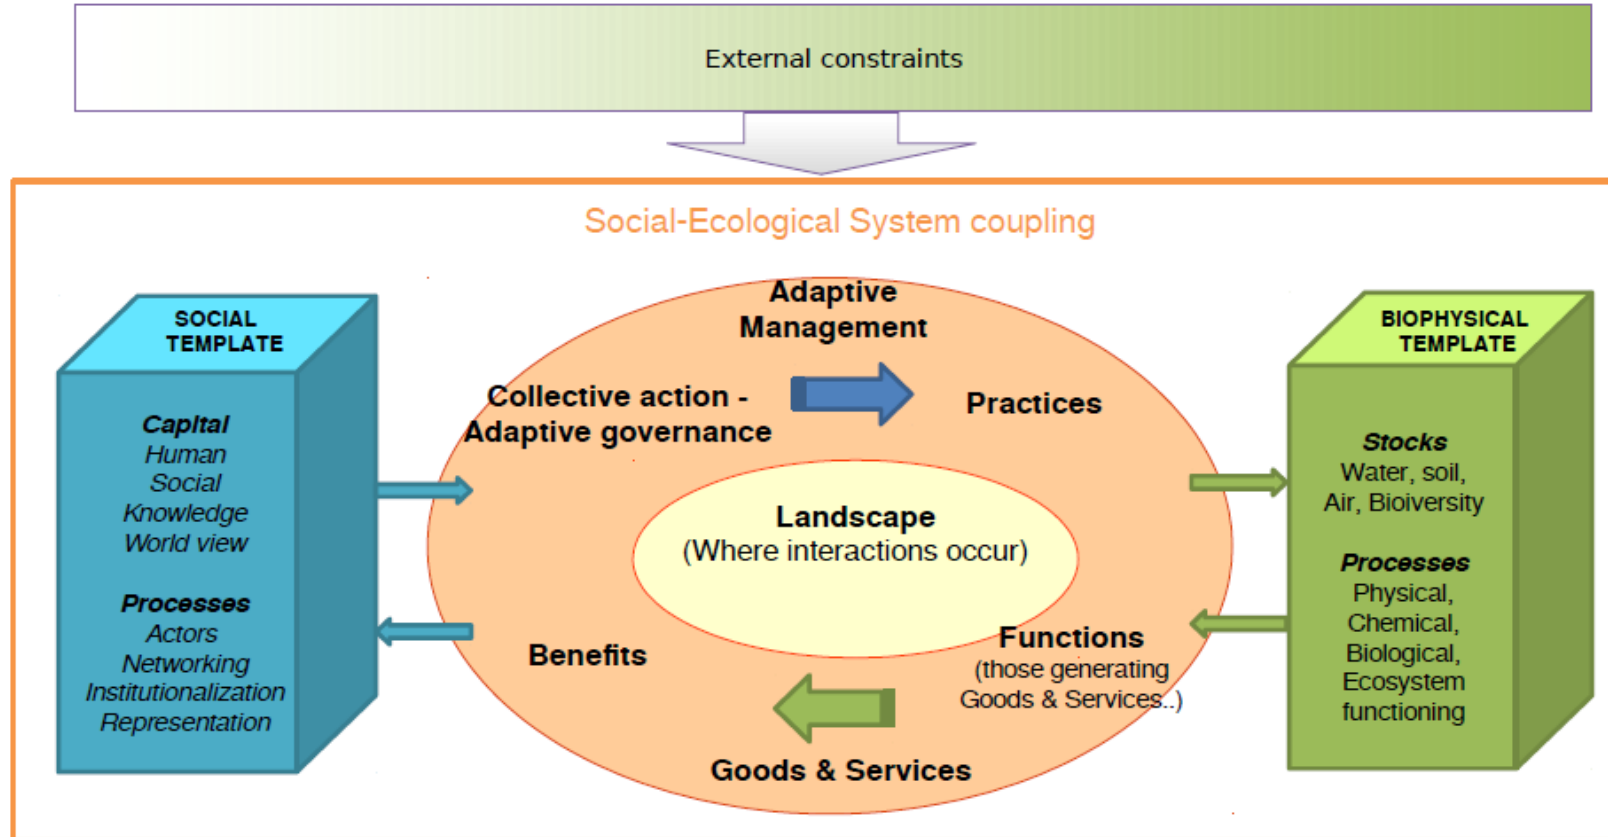 External constraints
Social-Ecological System coupling
SOCIAL
TEMPLATE
Capital
Human
Social
Knowledge
World view
Processes
Actors
Networking
Institutionalization
Representation
Adaptive
Management
Collective action -
Adaptive governance
Practices
Landscape
(Where interactions occur)
Benefits
Functions
(those generating
Goods & Services..)
Goods & Services
BIOPHYSICAL
TEMPLATE
Stocks
Water, soil,
Air, Bioiversity
Processes
Physical,
Chemical,
Biological,
Ecosystem
functioning